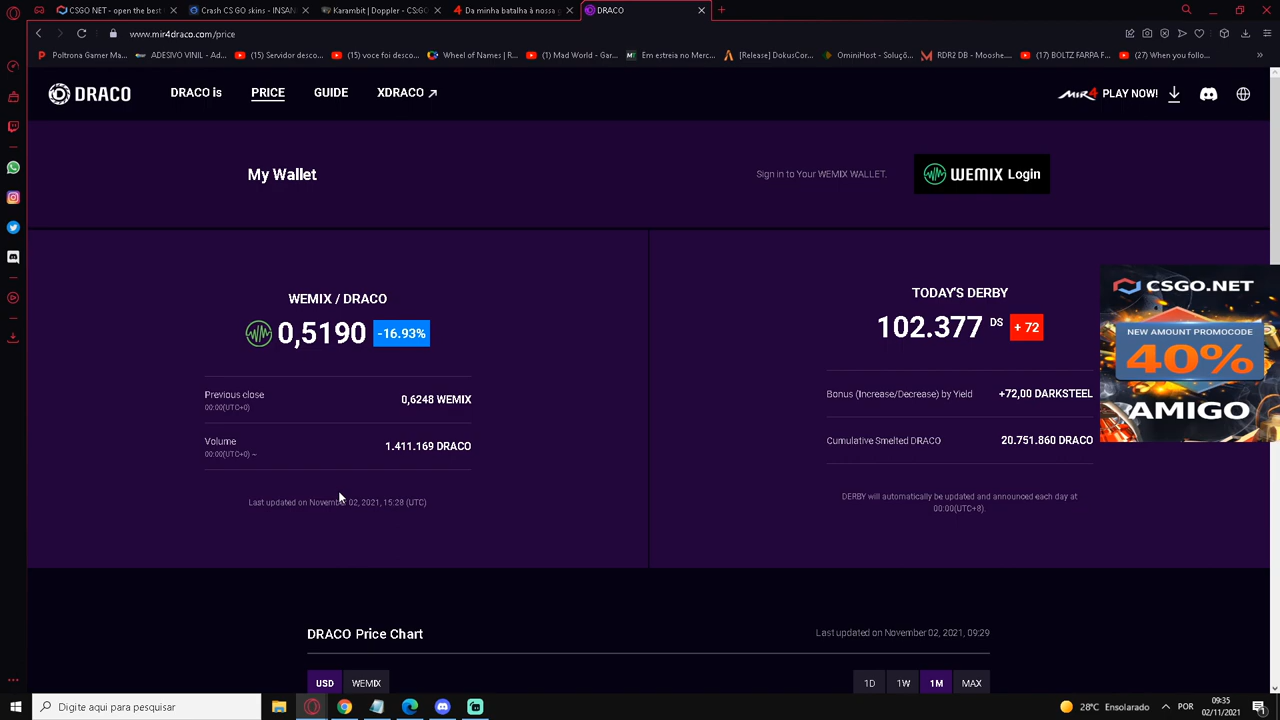 CSGO NET - open the best
Crash CS GO skins - INSAN
Karambit | Doppler - CS:GO
Da minha batalha à nossa g
DRACO
www.mir4draco.com/price
Poltrona Gamer Ma...
ADESIVO VINIL - Ad...
(15) Servidor desco...
(15) voce foi desco...
Wheel of Names | R...
(1) Mad World - Gar...
Em estreia no Merc...
[Release] DokusCor...
OminiHost - Soluçõ...
RDR2 DB - Mooshe...
(17) BOLTZ FARPA F...
(27) When you follo...
DRACO
DRACO is
PRICE
GUIDE
XDRACO
MIR4 PLAY NOW!
My Wallet
Sign in to Your WEMIX WALLET.
WEMIX Login
WEMIX / DRACO
0,5190 -16.93%
Previous close
00:00(UTC+0)
0,6248 WEMIX
Volume
00:00(UTC+0) ~
1.411.169 DRACO
Last updated on November 02, 2021, 15:28 (UTC)
TODAY'S DERBY
102.377 DS + 72
Bonus (Increase/Decrease) by Yield +72,00 DARKSTEEL
Cumulative Smelted DRACO 20.751.860 DRACO
DERBY will automatically be updated and announced each day at
00:00(UTC+8).
CSGO.NET
NEW AMOUNT PROMOCODE
40%
AMIGO
DRACO Price Chart
Last updated on November 02, 2021, 09:29
USD WEMIX
1D 1W 1M MAX
Digite aqui para pesquisar
28°C Ensolarado
POR
09:35
02/11/2021
1